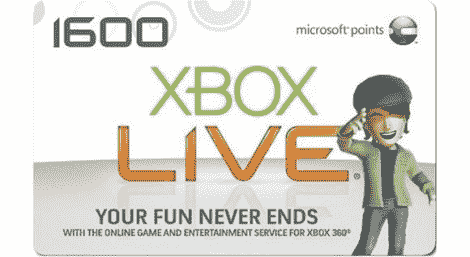 1600
microsoft® points
XBOX
LIVE®
YOUR FUN NEVER ENDS
WITH THE ONLINE GAME AND ENTERTAINMENT SERVICE FOR XBOX 360®